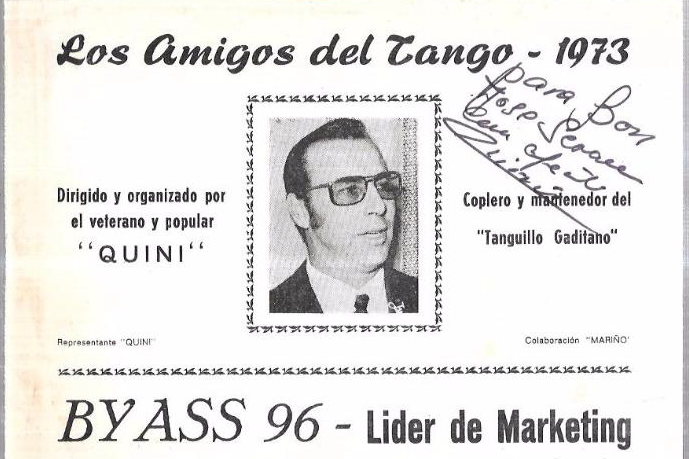 Los Amigos del Tango - 1973
Para Don
Jose
con afecto
Quini
Dirigido y organizado por
el veterano y popular
"QUINI"
Coplero y mantenedor del
"Tanguillo Gaditano"
Representante "QUINI"
Colaboración "MARIÑO"
BYASS 96 - Lider de Marketing